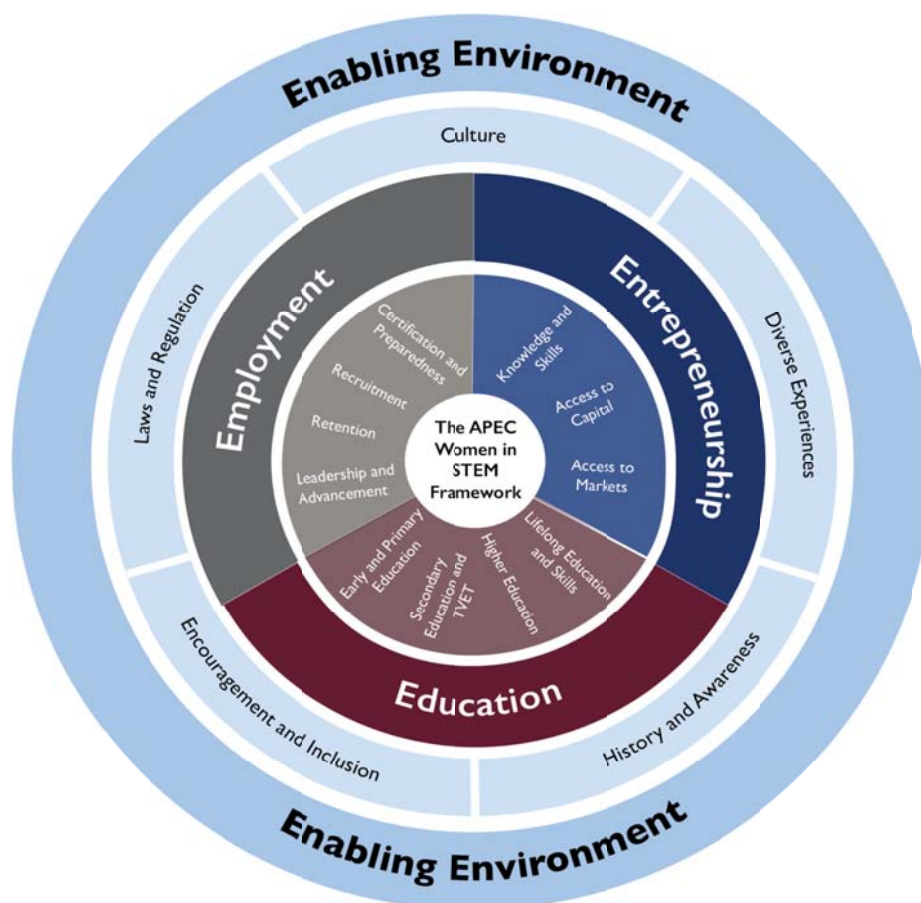 Enabling Environment
Culture
Laws and Regulation
Diverse Experiences
Encouragement and Inclusion
History and Awareness
Employment
Entrepreneurship
Education
Certification and
Preparedness
Recruitment
Retention
Leadership and
Advancement
Knowledge and
Skills
Access to
Capital
Access to
Markets
The APEC
Women in
STEM
Framework
Early and Primary
Education
Secondary
Education and
TVET
Higher Education
Lifelong Education
and Skills
Enabling Environment